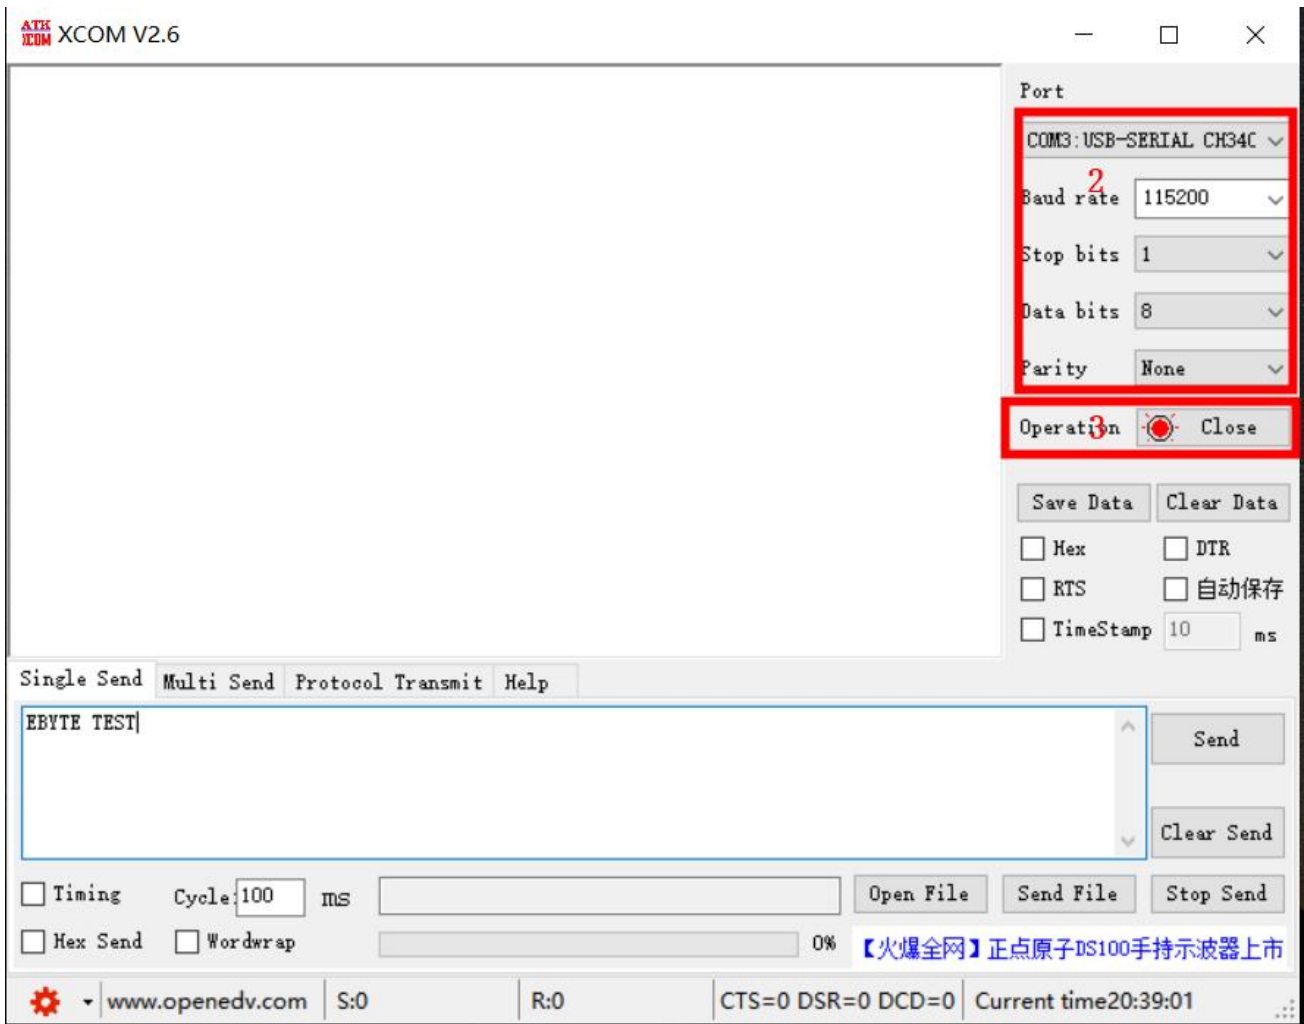 ATK
XCOM XCOM V2.6
Port
COM3:USB-SERIAL CH340
2
Baud rate 115200
Stop bits 1
Data bits 8
Parity None
Operation 3 Close
Save Data Clear Data
Hex DTR
RTS 自动保存
TimeStamp 10 ms
Single Send Multi Send Protocol Transmit Help
EBYTE TEST
Send
Clear Send
Timing Cycle:100 ms Open File Send File Stop Send
Hex Send Wordwrap 0% 【火爆全网】正点原子DS100手持示波器上市
www.openedv.com S:0 R:0 CTS=0 DSR=0 DCD=0 Current time20:39:01